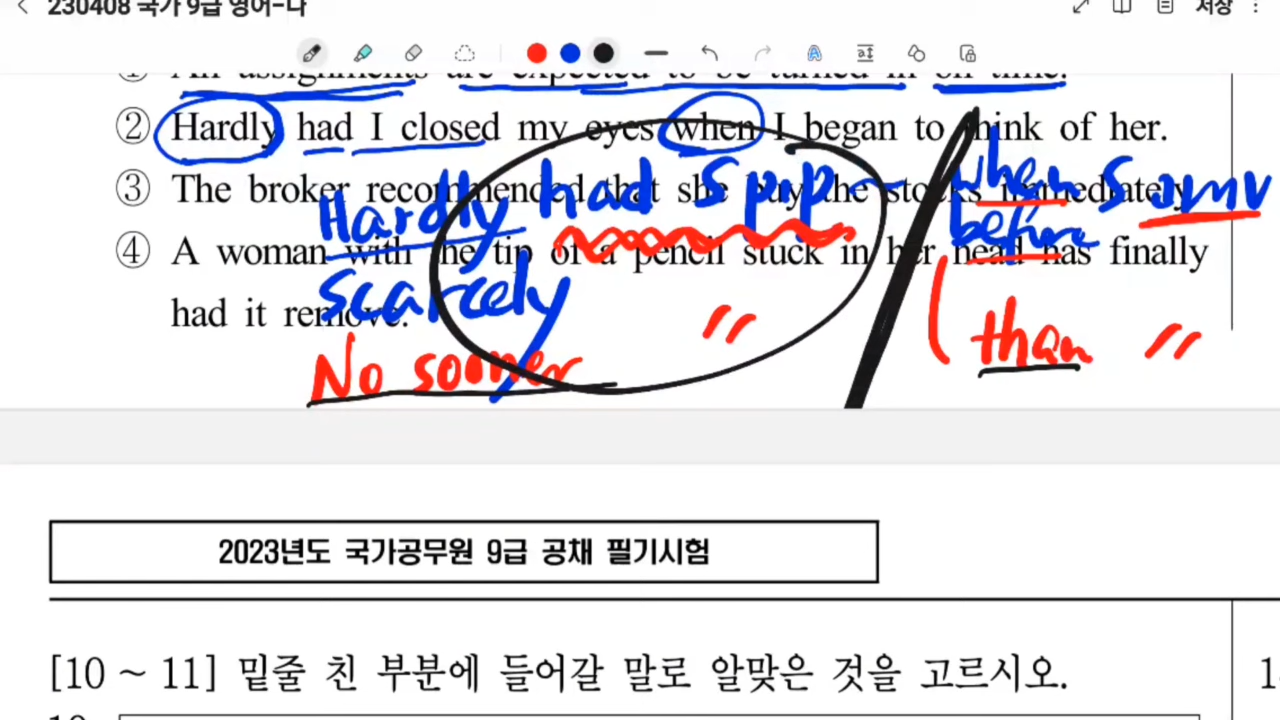 230408 국가 9급 영어-나
저장
① All assignments are expected to be turned in on time.
② Hardly had I closed my eyes when I began to think of her.
③ The broker recommended that she buy the stocks immediately.
④ A woman with the tip of a pencil stuck in her head has finally
had it remove.
Hardly had S p.p ~ when S 과거V
Scarcely before
No sooner 〃 than 〃
2023년도 국가공무원 9급 공채 필기시험
[10 ~ 11] 밑줄 친 부분에 들어갈 말로 알맞은 것을 고르시오.
10